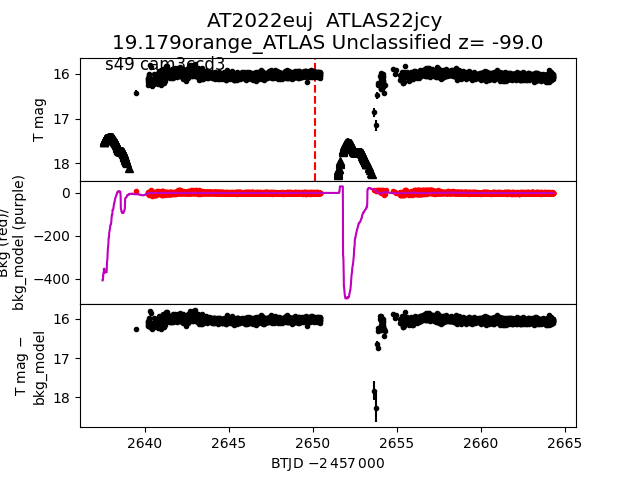 AT2022euj  ATLAS22jcy
19.179orange_ATLAS Unclassified z= -99.0
s49 cam3ccd3
16
17
18
T mag
0
−200
−400
Bkg (red)/
bkg_model (purple)
16
17
18
T mag −
bkg_model
2640
2645
2650
2655
2660
2665
BTJD −2 457 000